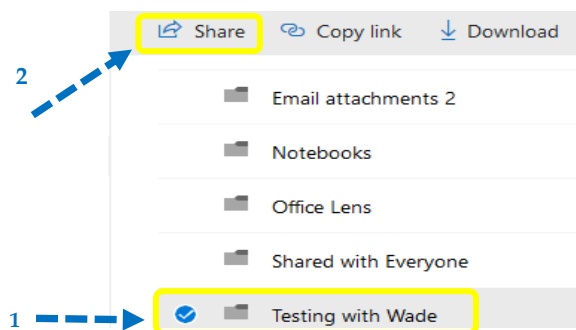 Share Copy link Download
2
Email attachments 2
Notebooks
Office Lens
Shared with Everyone
1 Testing with Wade